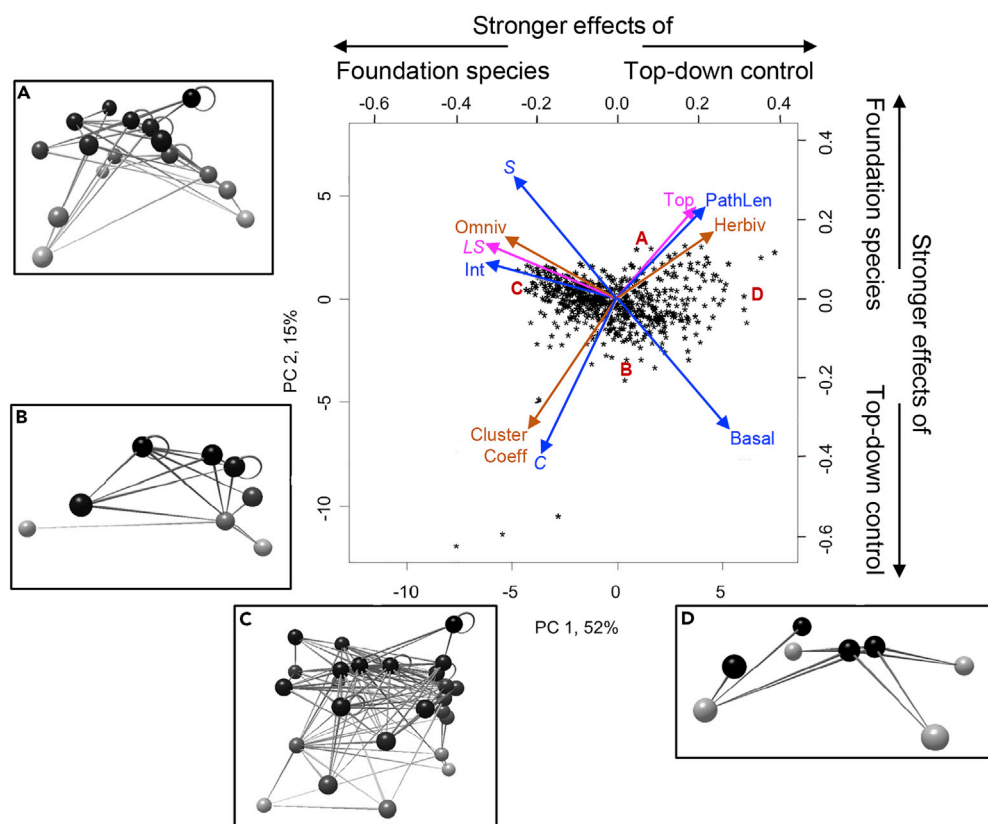 Stronger effects of
Foundation species
Top-down control
-0.6 -0.4 -0.2 0.0 0.2 0.4
A
S
Top
PathLen
Omniv
Herbiv
LS
Int
A
C
D
B
Cluster
Coeff
C
Basal
5
0
-5
-10
PC 2, 15%
0.4
0.2
0.0
-0.2
-0.4
-0.6
Foundation species
Stronger effects of
Top-down control
-10 -5 0 5
PC 1, 52%
B
C
D